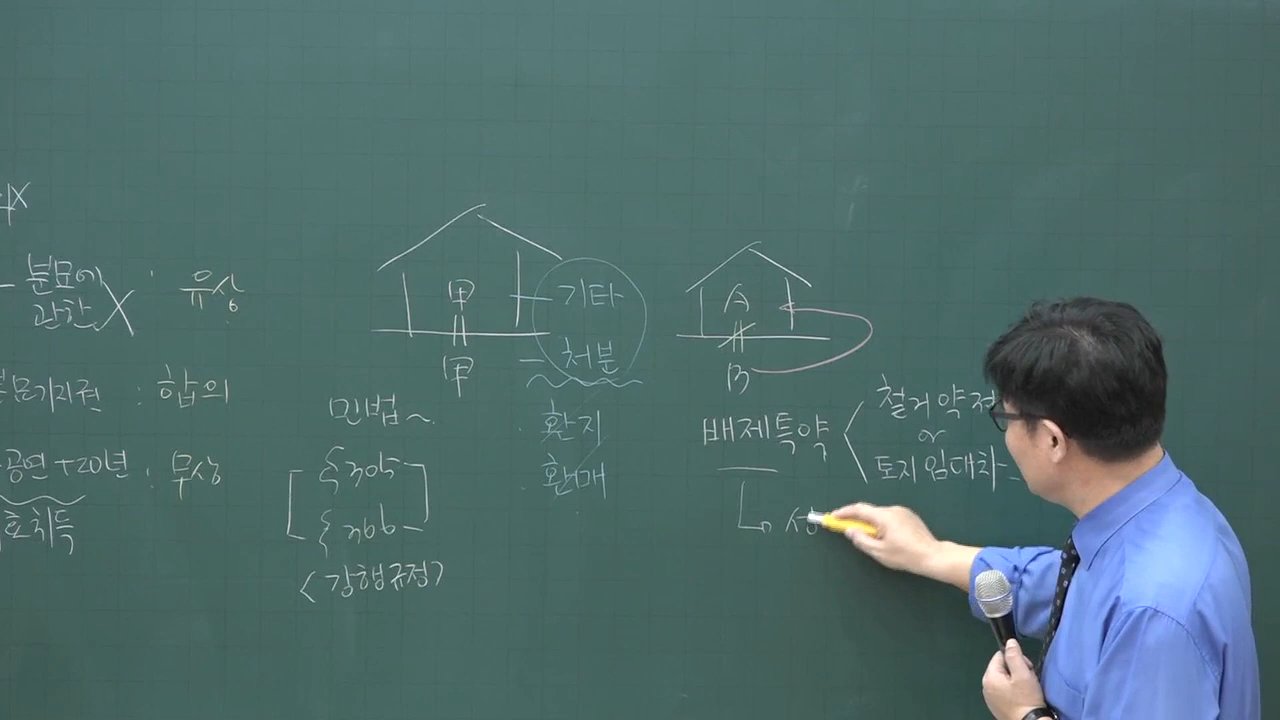 분묘에 : 유상
관한
기지권 : 합의
공연+20년 : 무상
취득
甲
甲
민법~
§305
§366
<강행규정>
기타
처분
환지
환매
A
B
배제특약
철거약정
or
토지임대차